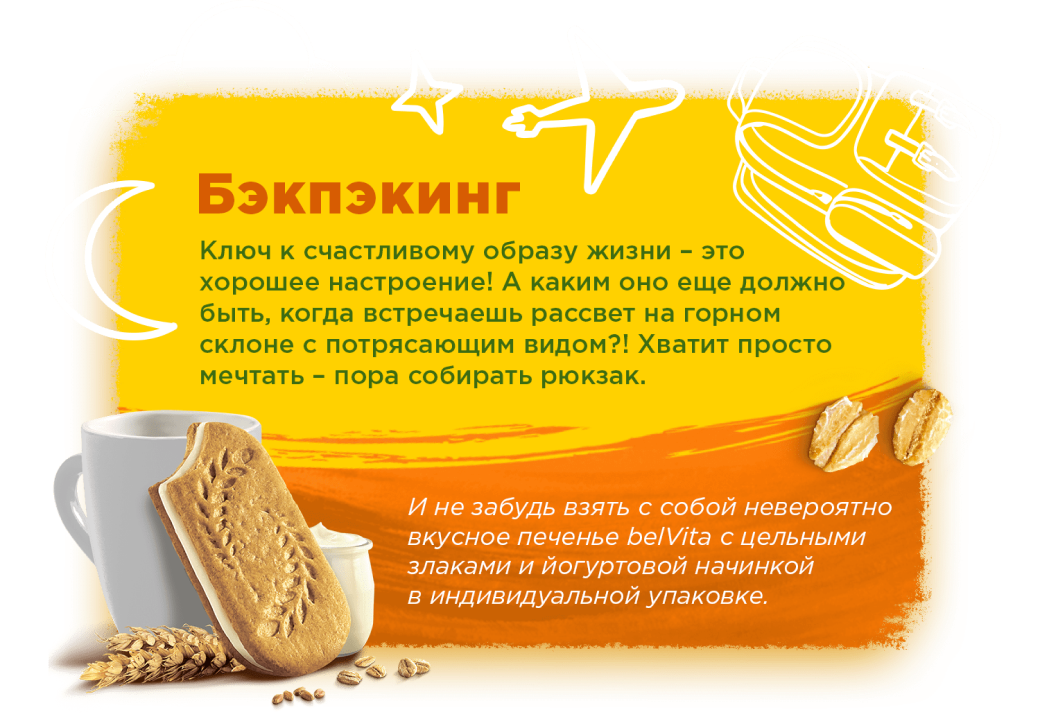 Бэкпэкинг
Ключ к счастливому образу жизни – это
хорошее настроение! А каким оно еще должно
быть, когда встречаешь рассвет на горном
склоне с потрясающим видом?! Хватит просто
мечтать – пора собирать рюкзак.
И не забудь взять с собой невероятно
вкусное печенье belVita с цельными
злаками и йогуртовой начинкой
в индивидуальной упаковке.